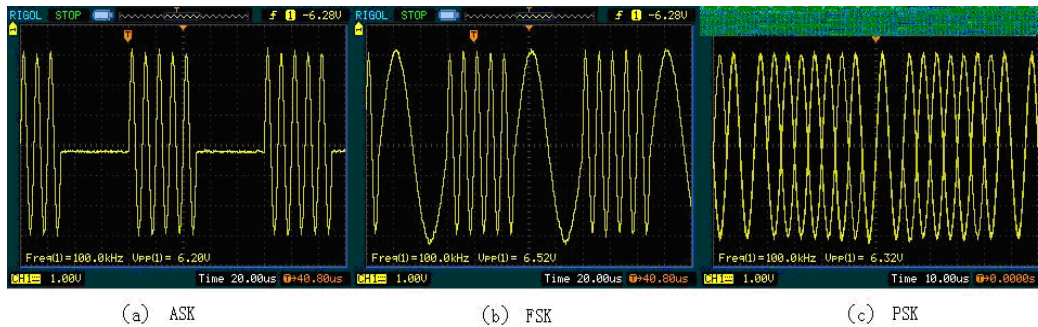 RIGOL STOP T ƒ 1 -6.28V
T
Freq(1)=100.0kHz Vpp(1)= 6.20V
CH1 1.00V Time 20.00us T→40.80us
RIGOL STOP T ƒ 1 -6.28V
T
Freq(1)=100.0kHz Vpp(1)= 6.52V
CH1 1.00V Time 20.00us T→40.80us
T
Freq(1)=100.0kHz Vpp(1)= 6.32V
CH1 1.00V Time 10.00us T→0.0000s
(a) ASK
(b) FSK
(c) PSK